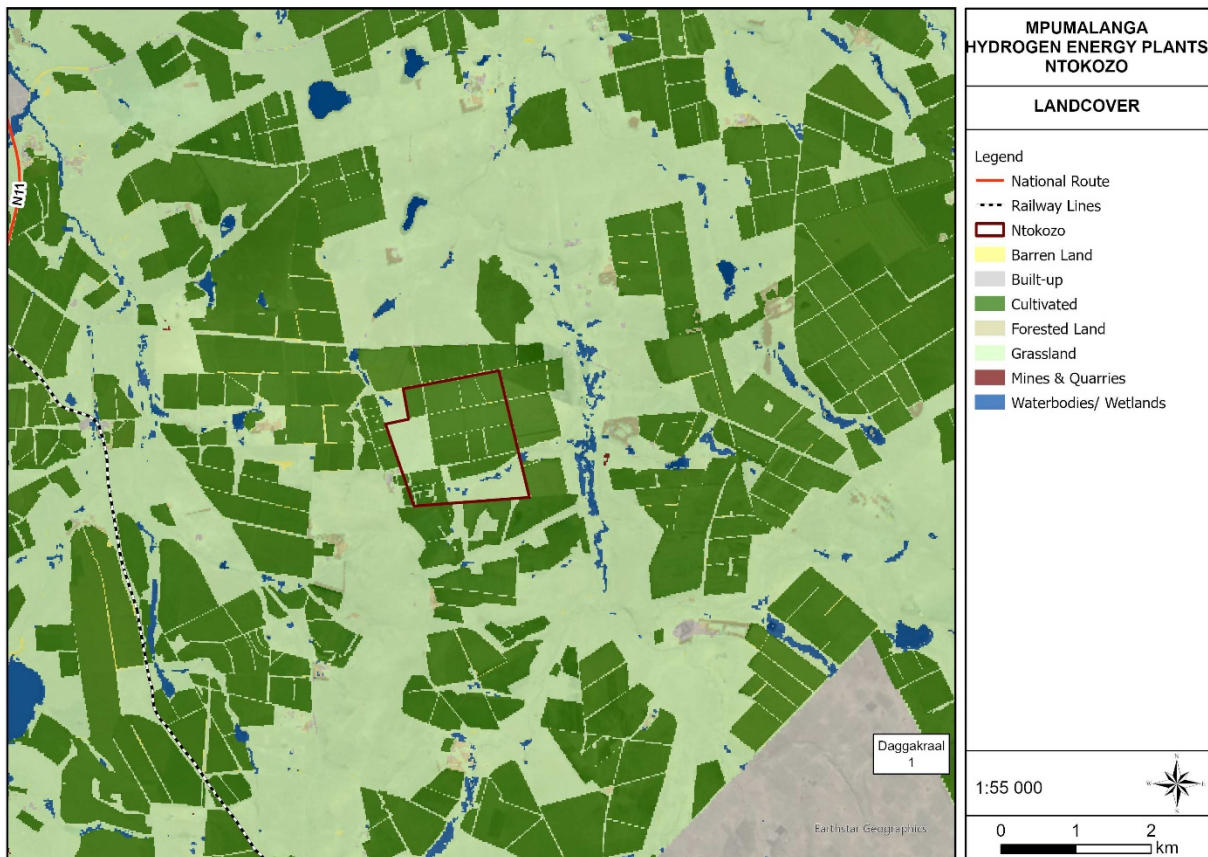 N11
Daggakraal
1
Earthstar Geographics
MPUMALANGA
HYDROGEN ENERGY PLANTS
NTOKOZO
LANDCOVER
Legend
National Route
Railway Lines
Ntokozo
Barren Land
Built-up
Cultivated
Forested Land
Grassland
Mines & Quarries
Waterbodies/ Wetlands
1:55 000
N
W E
S
0 1 2
km